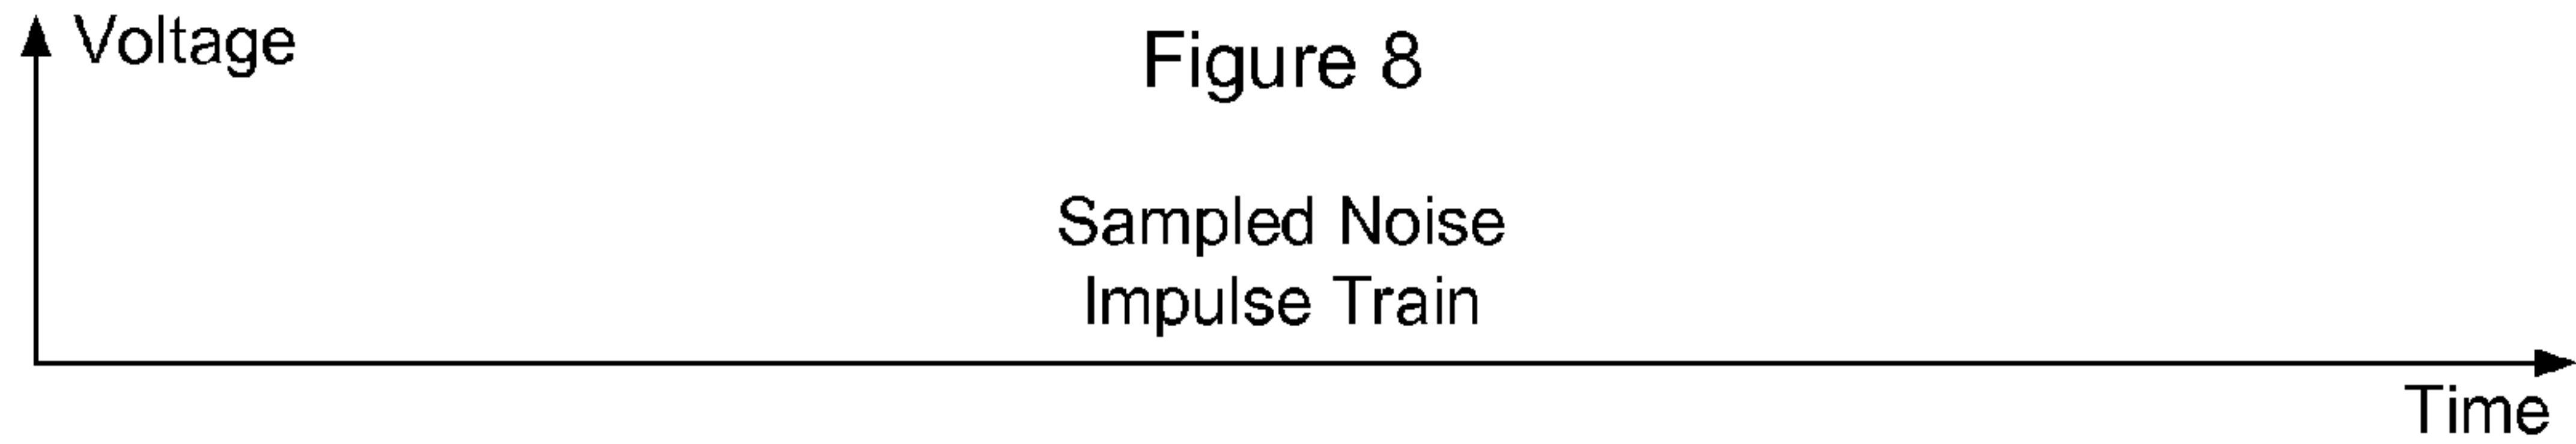 Voltage
Figure 8
Sampled Noise
Impulse Train
Time